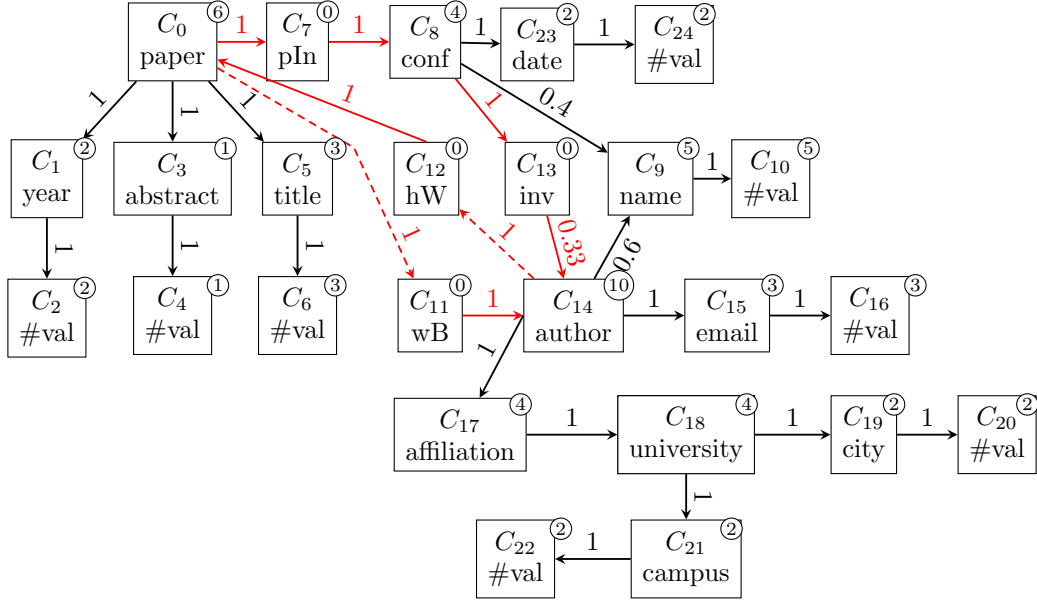 C0 6
paper
1
C7 0
pIn
1
C8 4
conf
1
C23 2
date
1
C24 2
#val
1
1
1
1
0.4
1
C1 2
year
C3 1
abstract
C5 3
title
C12 0
hW
C13 0
inv
C9 5
name
1
C10 5
#val
1
1
1
1
1
0.33
0.6
C2 2
#val
C4 1
#val
C6 3
#val
C11 0
wB
1
C14 10
author
1
C15 3
email
1
C16 3
#val
1
C17 4
affiliation
1
C18 4
university
1
C19 2
city
1
C20 2
#val
1
C22 2
#val
1
C21 2
campus